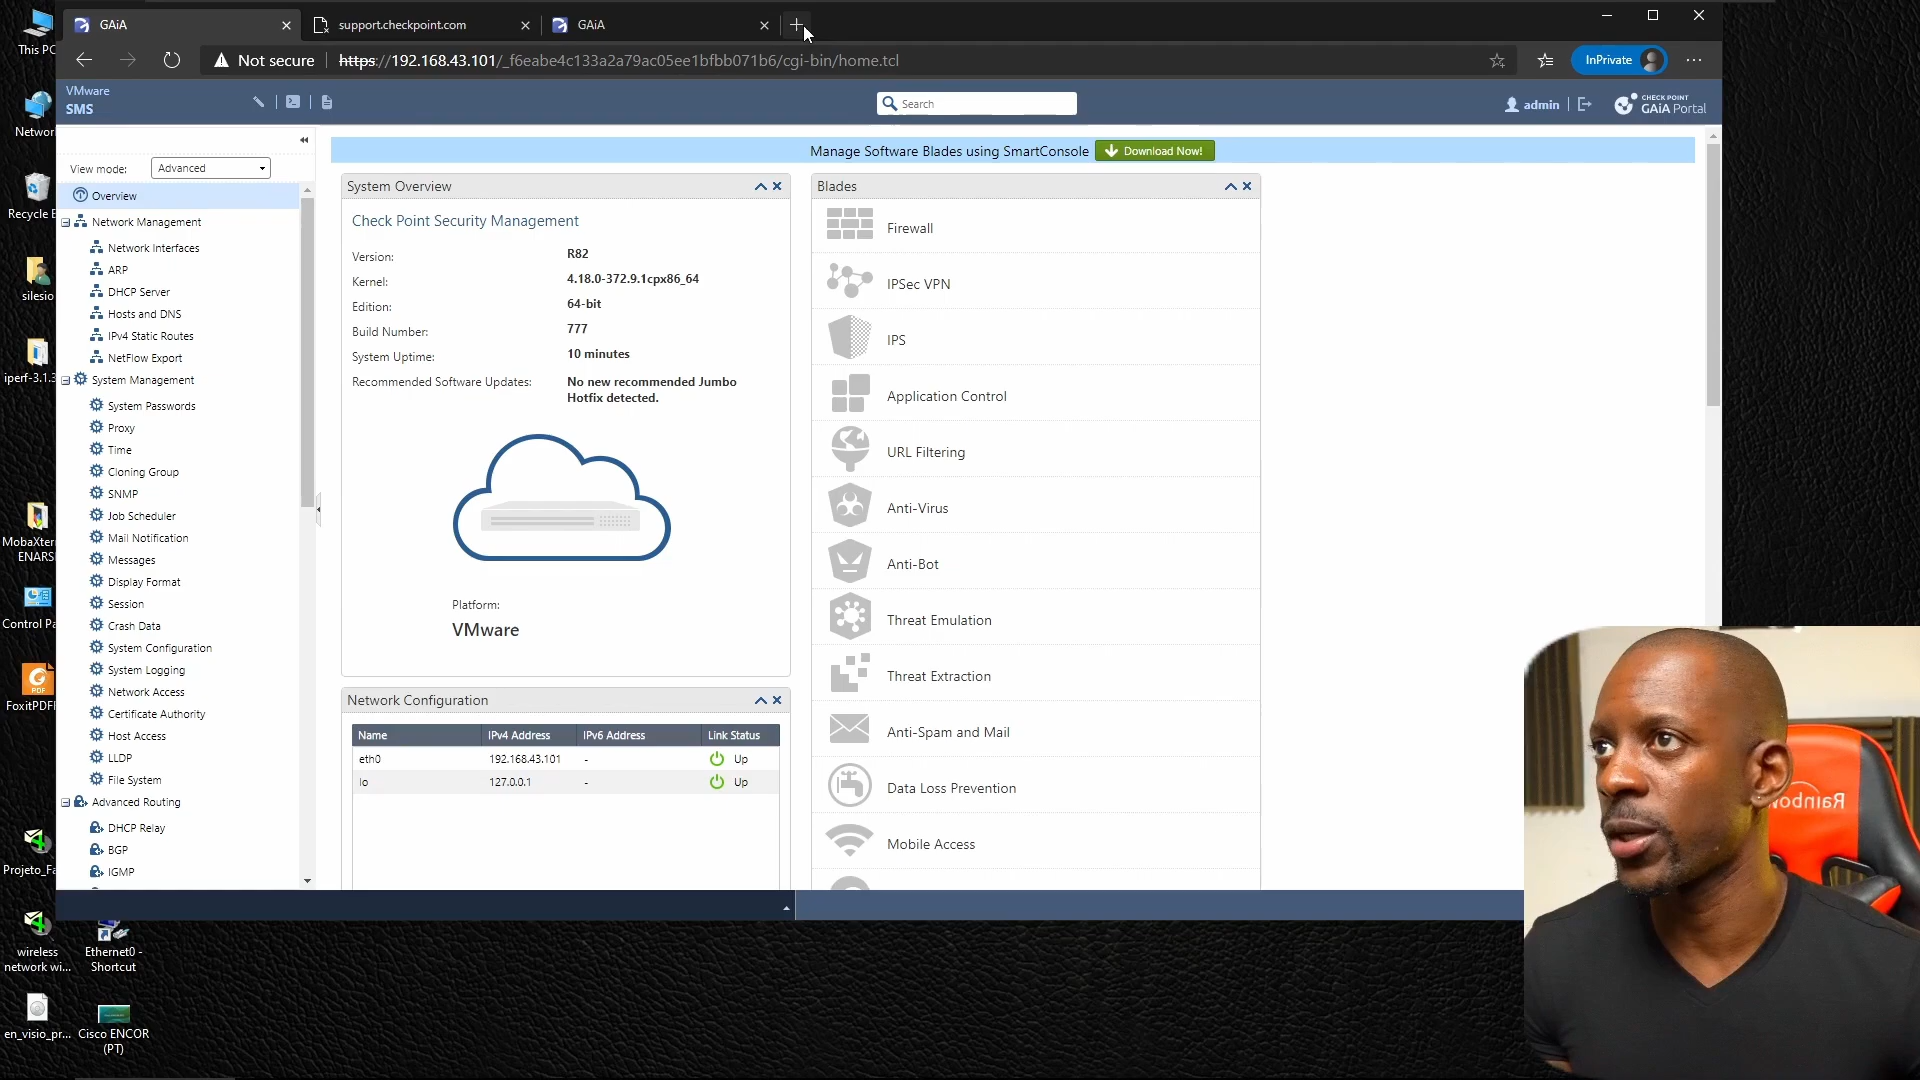 This PC
Networ
Recycle B
silesio
iperf-3.1.3
MobaXter
ENARS
Control Pa
FoxitPDF
Projeto_Fa
wireless
network wi...
Ethernet0 -
Shortcut
en_visio_pr...
Cisco ENCOR
(PT)
GAiA
support.checkpoint.com
GAiA
Not secure
https://192.168.43.101/_f6eabe4c133a2a79ac05ee1bfbb071b6/cgi-bin/home.tcl
InPrivate
VMware
SMS
Search
admin
CHECK POINT
GAiA Portal
View mode: Advanced
Overview
Network Management
Network Interfaces
ARP
DHCP Server
Hosts and DNS
IPv4 Static Routes
NetFlow Export
System Management
System Passwords
Proxy
Time
Cloning Group
SNMP
Job Scheduler
Mail Notification
Messages
Display Format
Session
Crash Data
System Configuration
System Logging
Network Access
Certificate Authority
Host Access
LLDP
File System
Advanced Routing
DHCP Relay
BGP
IGMP
Manage Software Blades using SmartConsole Download Now!
System Overview
Check Point Security Management
Version: R82
Kernel: 4.18.0-372.9.1cpx86_64
Edition: 64-bit
Build Number: 777
System Uptime: 10 minutes
Recommended Software Updates: No new recommended Jumbo
Hotfix detected.
Platform:
VMware
Network Configuration
Name IPv4 Address IPv6 Address Link Status
eth0 192.168.43.101 - Up
lo 127.0.0.1 - Up
Blades
Firewall
IPSec VPN
IPS
Application Control
URL Filtering
Anti-Virus
Anti-Bot
Threat Emulation
Threat Extraction
Anti-Spam and Mail
Data Loss Prevention
Mobile Access
Rainbow